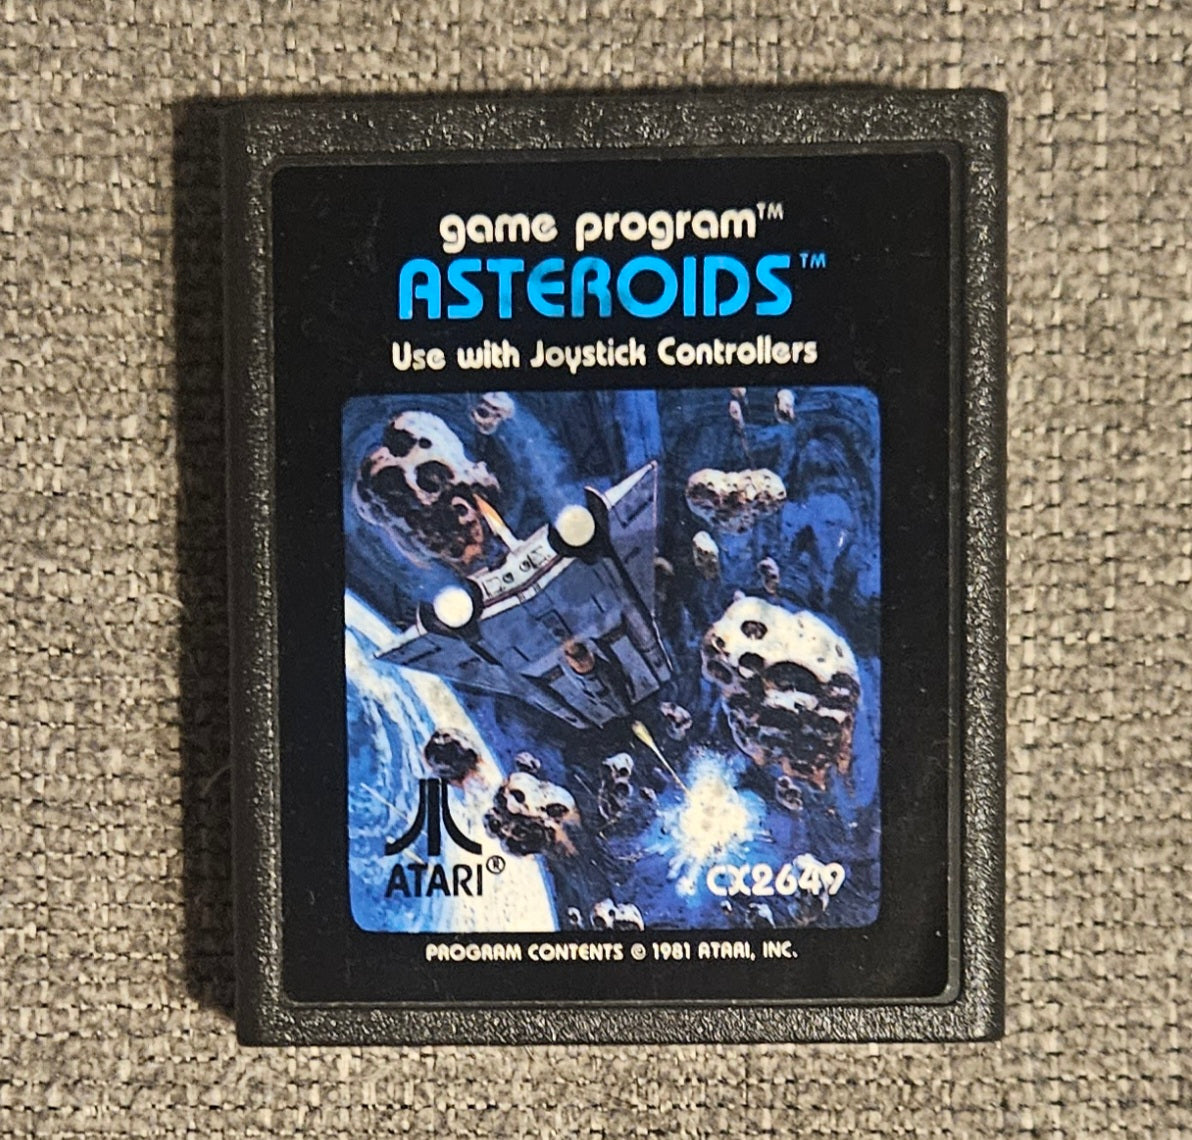 game program™
ASTEROIDS™
Use with Joystick Controllers
ATARI®
CX2649
PROGRAM CONTENTS © 1981 ATARI, INC.